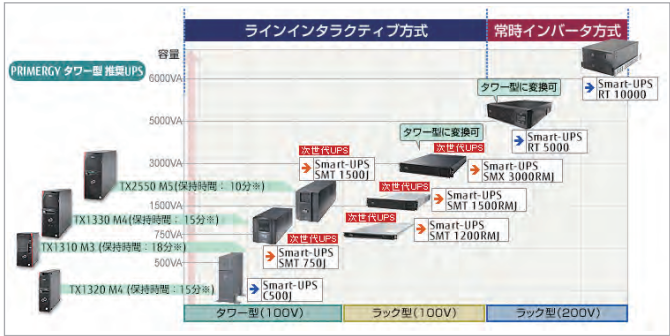 ラインインタラクティブ方式
常時インバータ方式
容量
PRIMERGY タワー型 推奨UPS
6000VA
5000VA
3000VA
1500VA
750VA
500VA
Smart-UPS
RT 10000
タワー型に変換可
Smart-UPS
RT 5000
タワー型に変換可
次世代UPS
Smart-UPS
SMX 3000RMJ
次世代UPS
Smart-UPS
SMT 1500J
次世代UPS
Smart-UPS
SMT 1500RMJ
次世代UPS
Smart-UPS
SMT 1200RMJ
次世代UPS
Smart-UPS
SMT 750J
Smart-UPS
C500J
TX2550 M5(保持時間：10分※)
TX1330 M4(保持時間：15分※)
TX1310 M3 (保持時間：18分※)
TX1320 M4 (保持時間：15分※)
タワー型(100V)
ラック型(100V)
ラック型(200V)